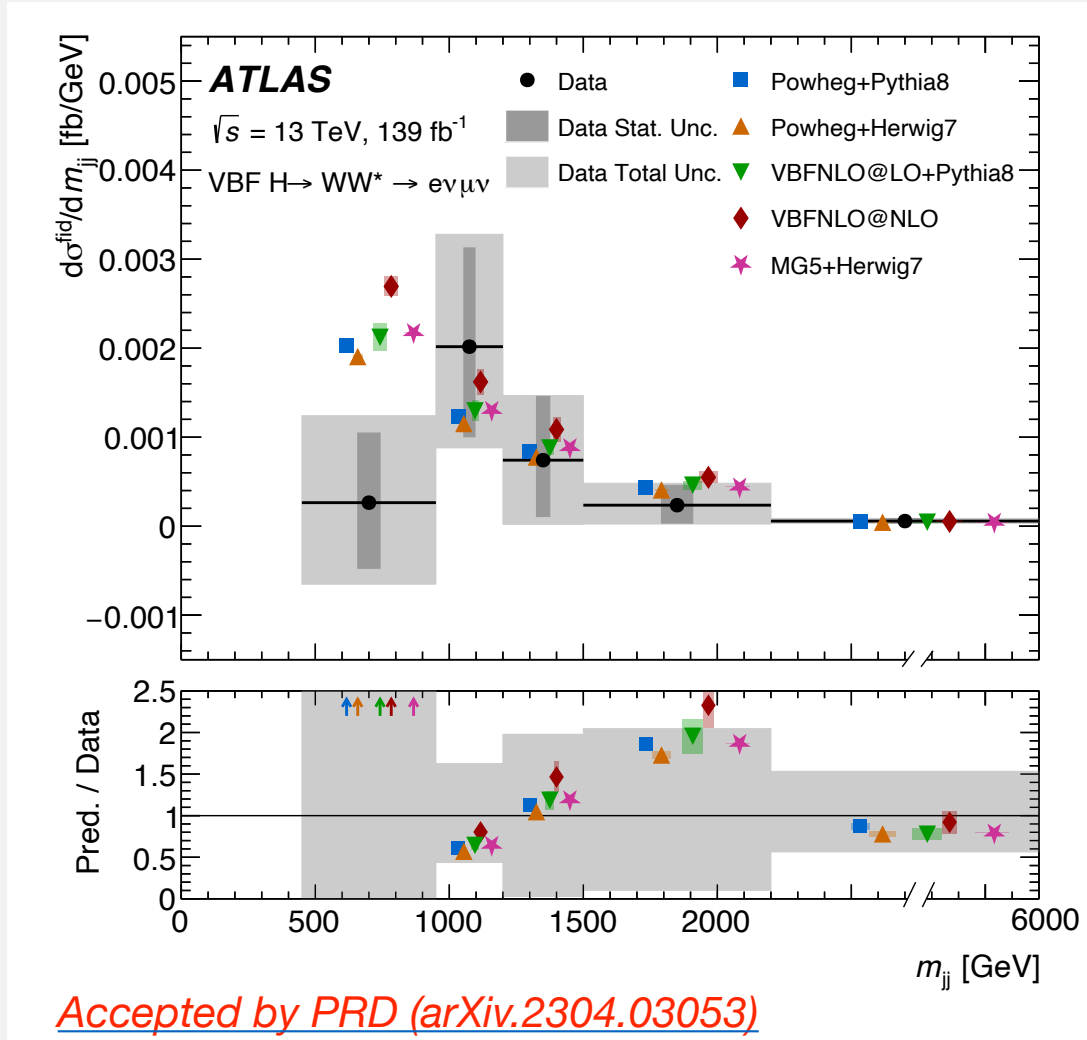 dσ^fid/dm_jj [fb/GeV]
0.005
0.004
0.003
0.002
0.001
0
−0.001
ATLAS
√s = 13 TeV, 139 fb⁻¹
VBF H→ WW* → eνμν
Data
Data Stat. Unc.
Data Total Unc.
Powheg+Pythia8
Powheg+Herwig7
VBFNLO@LO+Pythia8
VBFNLO@NLO
MG5+Herwig7
Pred. / Data
2.5
2
1.5
1
0.5
0
0 500 1000 1500 2000 6000
m_jj [GeV]
Accepted by PRD (arXiv.2304.03053)